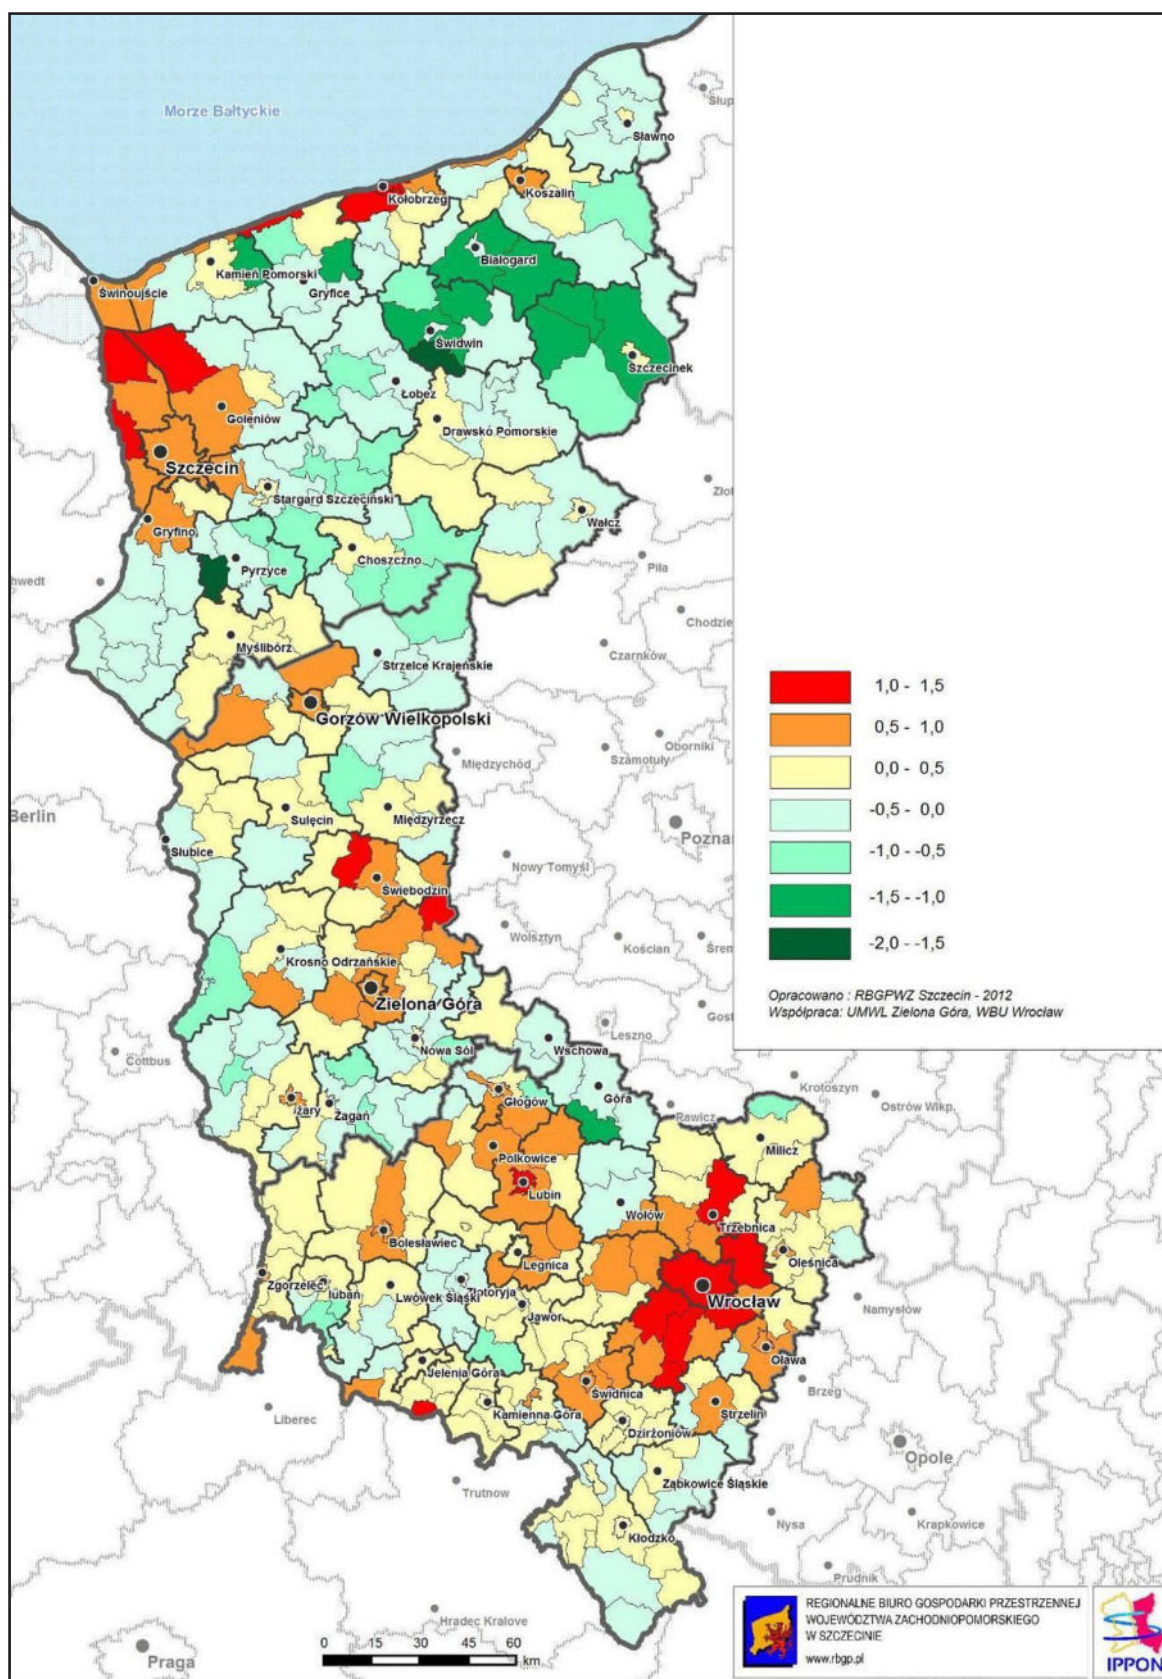 Morze Bałtyckie
Słup
Sławno
Koszalin
Kołobrzeg
Białogard
Kamień Pomorski
Gryfice
Świnoujście
Świdwin
Szczecinek
Łobez
Goleniów
Drawskó Pomorskie
Szczecin
Stargard Szczeciński
Złot
Wałcz
Gryfino
Choszczno
Pyrzyce
Piła
hwedt
Chodzie
Myślibórz
Strzelce Krajeńskie
Czarnków
Gorzów Wielkopolski
Oborniki
Międzychód
Szamotuły
Berlin
Sulęcin
Międzyrzecz
Poznań
Słubice
Nowy Tomyśl
Świebodzin
Wolsztyn
Kościan
Śrem
Krosno Odrzańskie
Zielona Góra
Gost
Leszno
Cottbus
Nowa Sól
Wschowa
Krotoszyn
Ostrów Wlkp.
Góra
Głogów
Rawicz
Żary
Żagań
Milicz
Polkowice
Lubin
Wołów
Trzebnica
Bolesławiec
Legnica
Oleśnica
Zgorzelec
lubań
Lwówek Śląski
Złotoryja
Wrocław
Namysłów
Jawor
Oława
Jelenia Góra
Świdnica
Brzeg
Liberec
Kamienna Góra
Strzelin
Dzirżoniów
Opole
Trutnov
Ząbkowice Śląskie
Nysa
Krapkowice
Kłodzko
Prudnik
Hradec Kralove
Praga
1,0 - 1,5
0,5 - 1,0
0,0 - 0,5
-0,5 - 0,0
-1,0 - -0,5
-1,5 - -1,0
-2,0 - -1,5
Opracowano : RBGPWZ Szczecin - 2012
Współpraca: UMWL Zielona Góra, WBU Wrocław
0 15 30 45 60
km
REGIONALNE BIURO GOSPODARKI PRZESTRZENNEJ
WOJEWÓDZTWA ZACHODNIOPOMORSKIEGO
W SZCZECINIE
www.rbgp.pl
IPPON